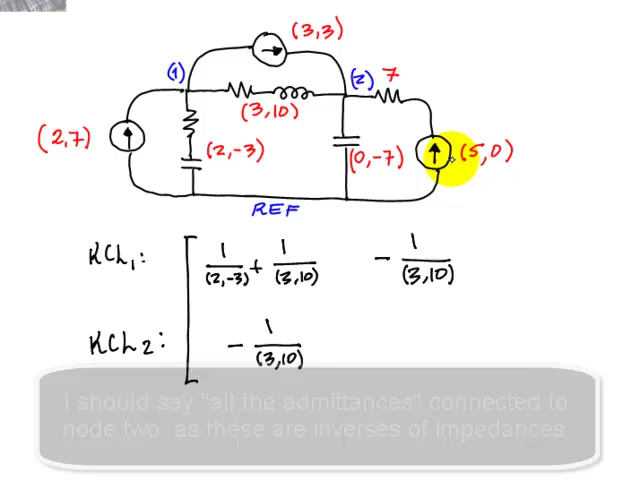 (3,3)
(1)
(2)
7
(3,10)
(2,7)
(2,-3)
(0,-7)
(5,0)
REF
KCL1:
1/(2,-3) + 1/(3,10)
- 1/(3,10)
KCL2:
- 1/(3,10)
I should say "all the admittances" connected to
node two, as these are inverses of impedances